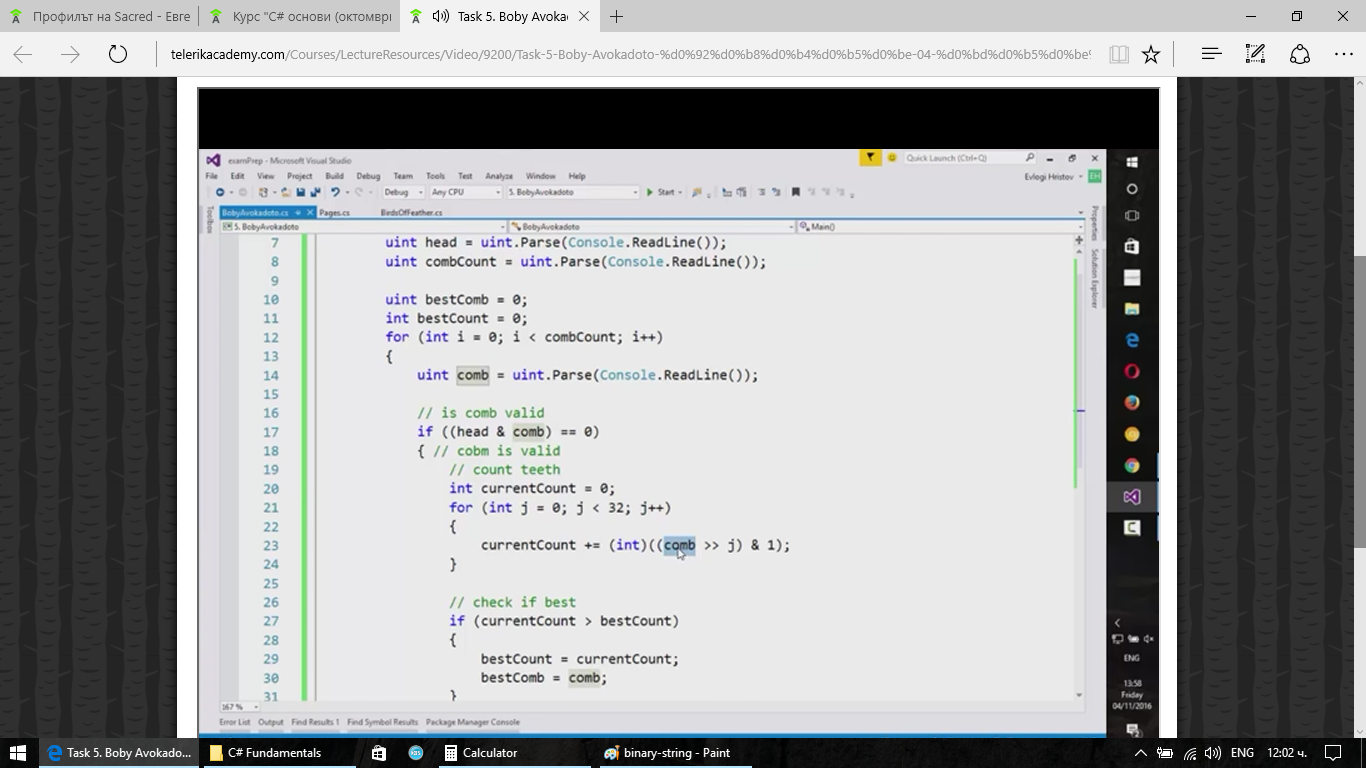 Профилът на Sacred - Евге
Курс "C# основи (октомври
Task 5. Boby Avokad
telerikacademy.com/Courses/LectureResources/Video/9200/Task-5-Boby-Avokadoto-%d0%92%d0%b8%d0%b4%d0%b5%d0%be-04-%d0%bd%d0%b5%d0%be%
examPrep - Microsoft Visual Studio
Quick Launch (Ctrl+Q)
File Edit View Project Build Debug Team Tools Test Analyze Window Help
Evlogi Hristov EH
Debug Any CPU 5. BobyAvokadoto Start
BobyAvokadoto.cs Pages.cs BirdsOfFeather.cs
5. BobyAvokadoto BobyAvokadoto Main()
Toolbox
Properties
Solution Explorer
7 uint head = uint.Parse(Console.ReadLine());
8 uint combCount = uint.Parse(Console.ReadLine());
9
10 uint bestComb = 0;
11 int bestCount = 0;
12 for (int i = 0; i < combCount; i++)
13 {
14 uint comb = uint.Parse(Console.ReadLine());
15
16 // is comb valid
17 if ((head & comb) == 0)
18 { // cobm is valid
19 // count teeth
20 int currentCount = 0;
21 for (int j = 0; j < 32; j++)
22 {
23 currentCount += (int)((comb >> j) & 1);
24 }
25
26 // check if best
27 if (currentCount > bestCount)
28 {
29 bestCount = currentCount;
30 bestComb = comb;
31 }
167 %
Error List Output Find Results 1 Find Symbol Results Package Manager Console
ENG
13:58
Friday
04/11/2016
Task 5. Boby Avokado...
C# Fundamentals
Calculator
binary-string - Paint
ENG
12:02 ч.